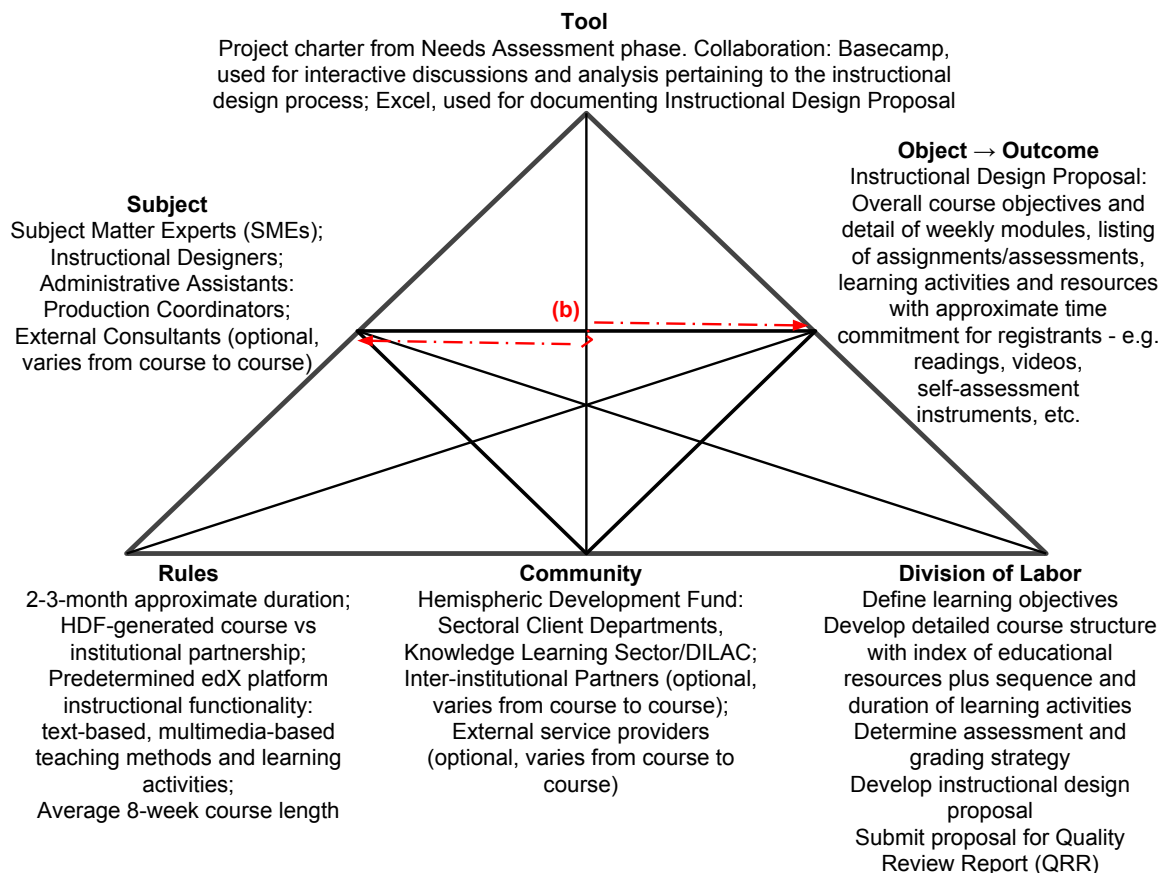 Tool
Project charter from Needs Assessment phase. Collaboration: Basecamp,
used for interactive discussions and analysis pertaining to the instructional
design process; Excel, used for documenting Instructional Design Proposal
Subject
Subject Matter Experts (SMEs);
Instructional Designers;
Administrative Assistants:
Production Coordinators;
External Consultants (optional,
varies from course to course)
Object → Outcome
Instructional Design Proposal:
Overall course objectives and
detail of weekly modules, listing
of assignments/assessments,
learning activities and resources
with approximate time
commitment for registrants - e.g.
readings, videos,
self-assessment
instruments, etc.
(b)
Rules
2-3-month approximate duration;
HDF-generated course vs
institutional partnership;
Predetermined edX platform
instructional functionality:
text-based, multimedia-based
teaching methods and learning
activities;
Average 8-week course length
Community
Hemispheric Development Fund:
Sectoral Client Departments,
Knowledge Learning Sector/DILAC;
Inter-institutional Partners (optional,
varies from course to course);
External service providers
(optional, varies from course to
course)
Division of Labor
Define learning objectives
Develop detailed course structure
with index of educational
resources plus sequence and
duration of learning activities
Determine assessment and
grading strategy
Develop instructional design
proposal
Submit proposal for Quality
Review Report (QRR)